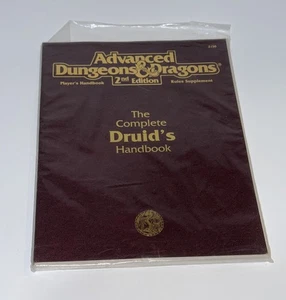 Advanced
Dungeons & Dragons®
2nd Edition
Player's Handbook
Rules Supplement
The
Complete
Druid's
Handbook